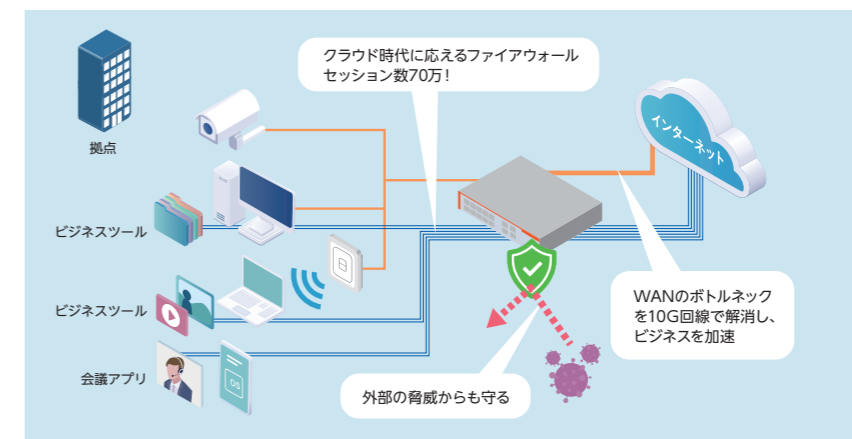 クラウド時代に応えるファイアウォール
セッション数70万!
拠点
インターネット
ビジネスツール
ビジネスツール
WANのボトルネック
を10G回線で解消し、
ビジネスを加速
会議アプリ
OS
外部の脅威からも守る